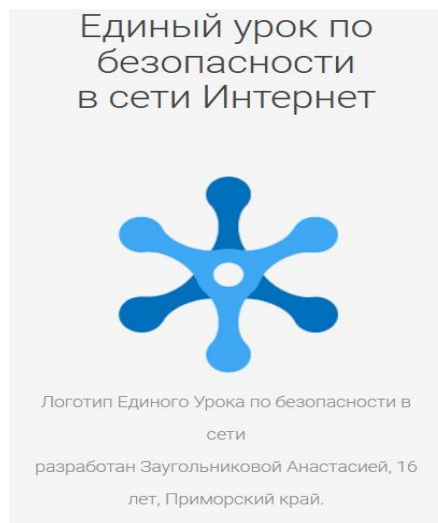 Единый урок по
безопасности
в сети Интернет
Логотип Единого Урока по безопасности в
сети
разработан Заугольниковой Анастасией, 16
лет, Приморский край.